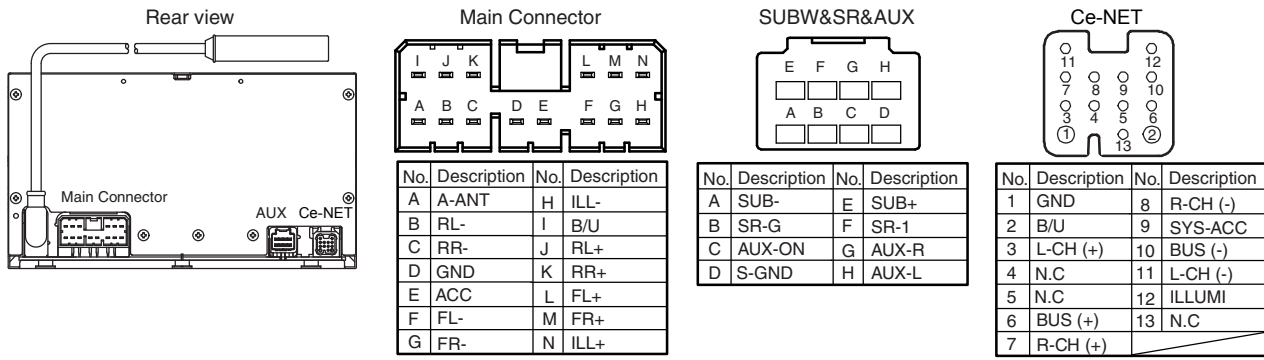 Rear view
Main Connector
AUX Ce-NET
Main Connector
I J K L M N
A B C D E F G H
No. Description No. Description
A A-ANT H ILL-
B RL- I B/U
C RR- J RL+
D GND K RR+
E ACC L FL+
F FL- M FR+
G FR- N ILL+
SUBW&SR&AUX
E F G H
A B C D
No. Description No. Description
A SUB- E SUB+
B SR-G F SR-1
C AUX-ON G AUX-R
D S-GND H AUX-L
Ce-NET
11 12
7 8 9 10
3 4 5 6
1 13 2
No. Description No. Description
1 GND 8 R-CH (-)
2 B/U 9 SYS-ACC
3 L-CH (+) 10 BUS (-)
4 N.C 11 L-CH (-)
5 N.C 12 ILLUMI
6 BUS (+) 13 N.C
7 R-CH (+)